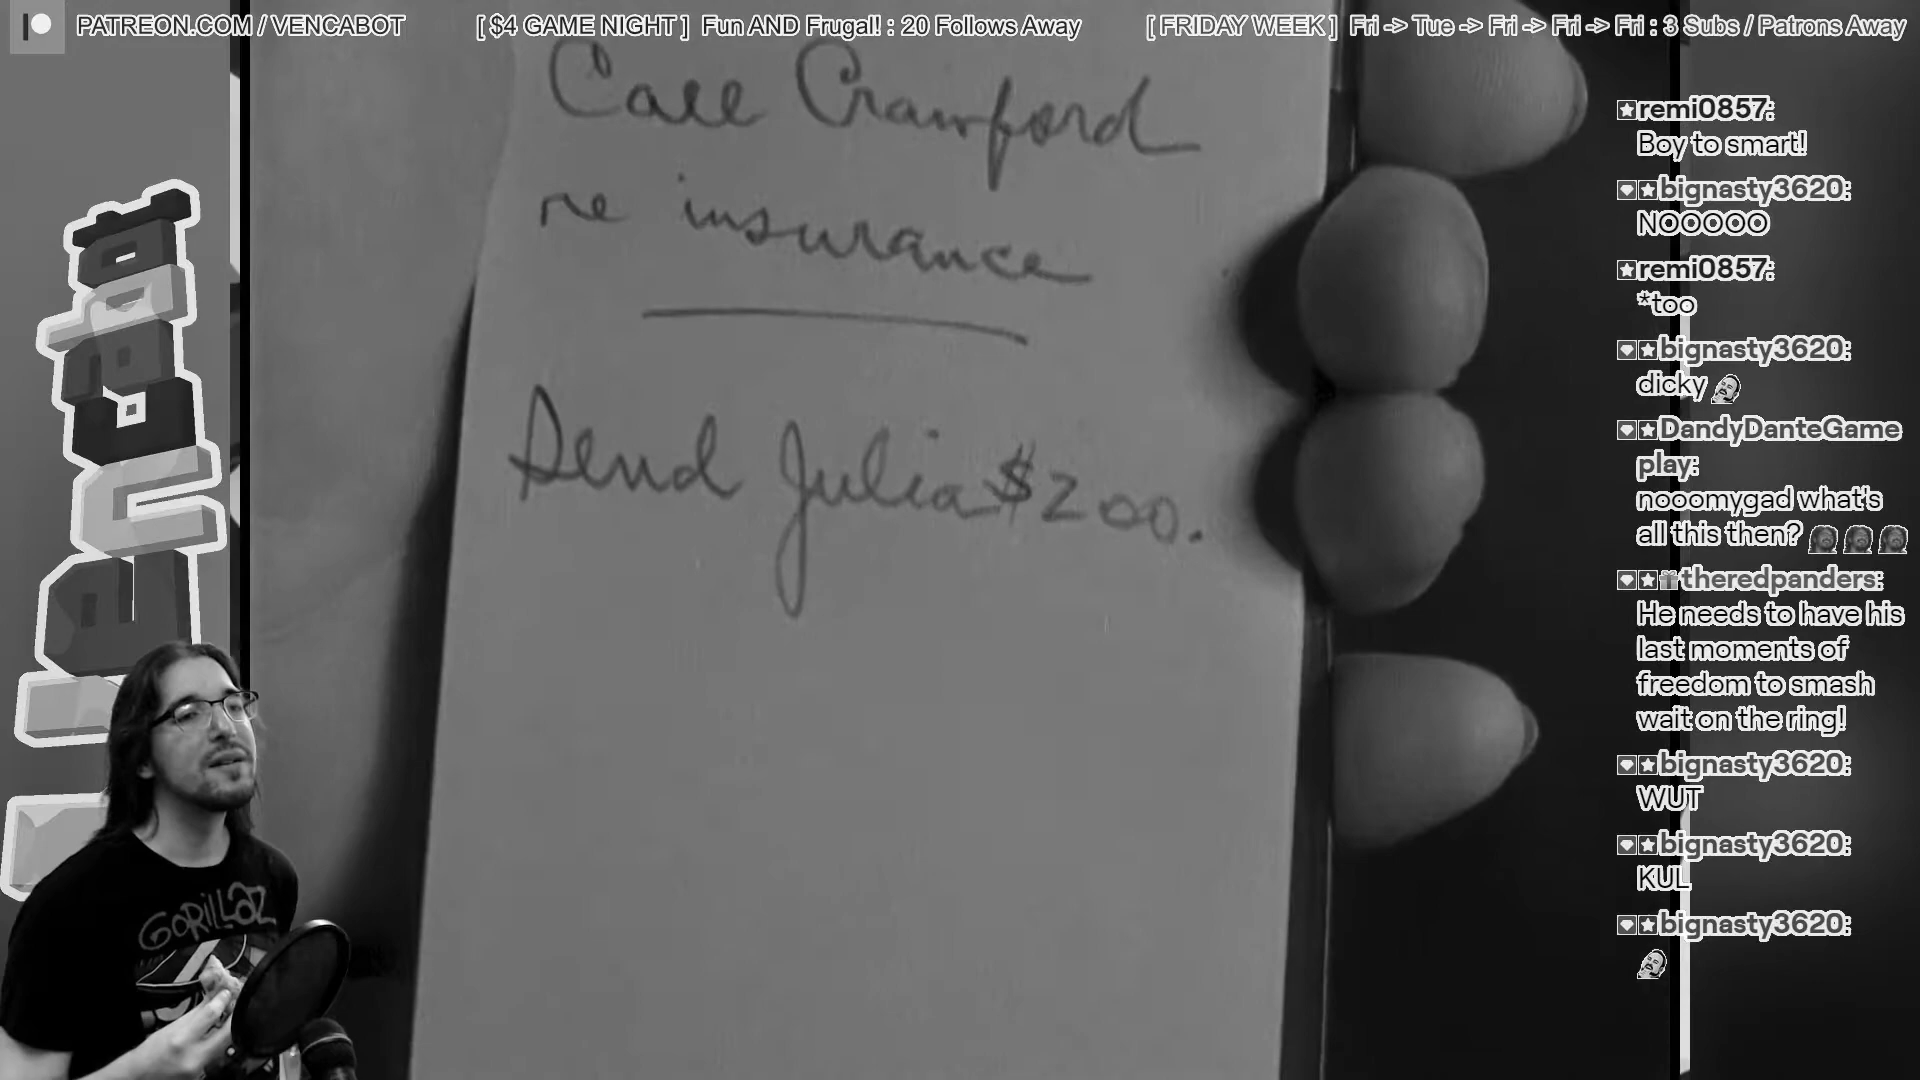 PATREON.COM / VENCABOT
[ $4 GAME NIGHT ] Fun AND Frugal! : 20 Follows Away
[ FRIDAY WEEK ] Fri -> Tue -> Fri -> Fri -> Fri : 3 Subs / Patrons Away
Call Crawford
re insurance
Send Julia $200.
GORILLAZ
remi0857:
Boy to smart!
bignasty3620:
NOOOOO
remi0857:
*too
bignasty3620:
dicky
DandyDanteGame
play:
nooomygad what's
all this then?
theredpanders:
He needs to have his
last moments of
freedom to smash
wait on the ring!
bignasty3620:
WUT
bignasty3620:
KUL
bignasty3620: